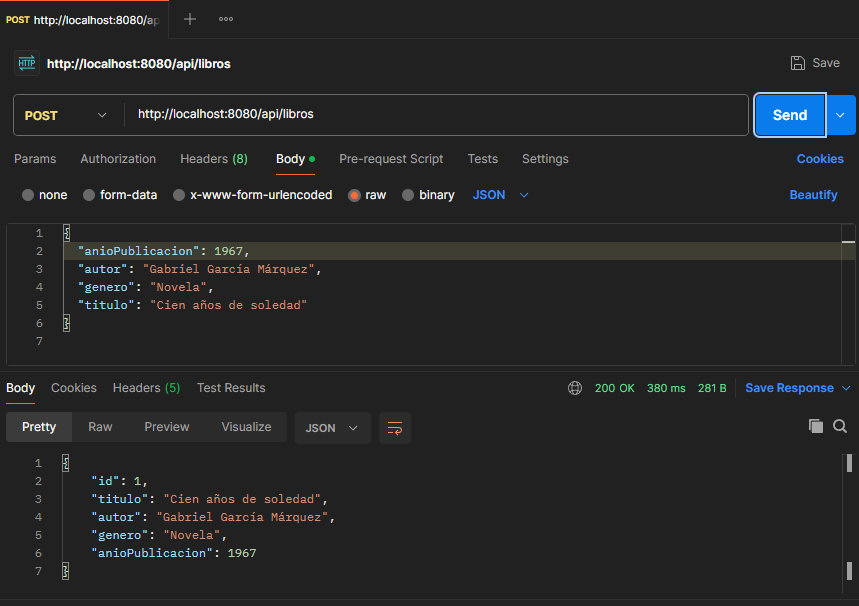 POST http://localhost:8080/ap
HTTP http://localhost:8080/api/libros Save
POST http://localhost:8080/api/libros Send
Params Authorization Headers (8) Body Pre-request Script Tests Settings Cookies
none form-data x-www-form-urlencoded raw binary JSON Beautify
1 {
2 "anioPublicacion": 1967,
3 "autor": "Gabriel García Márquez",
4 "genero": "Novela",
5 "titulo": "Cien años de soledad"
6 }
7
Body Cookies Headers (5) Test Results 200 OK 380 ms 281 B Save Response
Pretty Raw Preview Visualize JSON
1 {
2 "id": 1,
3 "titulo": "Cien años de soledad",
4 "autor": "Gabriel García Márquez",
5 "genero": "Novela",
6 "anioPublicacion": 1967
7 }